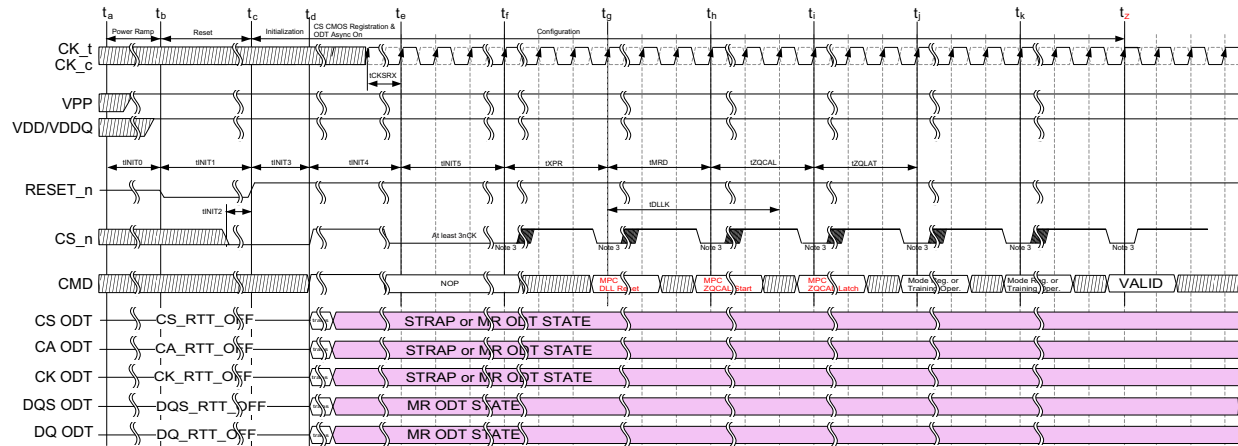 ta tb tc td te tf tg th ti tj tk tz
Power Ramp Reset Initialization CS CMOS Registration & Configuration
ODT Async On
CK_t
CK_c
tCKSRX
VPP
VDD/VDDQ
tINIT0 tINIT1 tINIT3 tINIT4 tINIT5 tXPR tMRD tZQCAL tZQLAT
RESET_n
tINIT2 tDLLK
CS_n At least 3nCK
Note 3 Note 3 Note 3 Note 3 Note 3 Note 3 Note 3
CMD NOP MPC DLL Reset MPC ZQCAL Start MPC ZQCAL Latch Mode Reg. or Training Oper. Mode Reg. or Training Oper. VALID
CS ODT CS_RTT_OFF STRAP or MR ODT STATE
CA ODT CA_RTT_OFF STRAP or MR ODT STATE
CK ODT CK_RTT_OFF STRAP or MR ODT STATE
DQS ODT DQS_RTT_OFF MR ODT STATE
DQ ODT DQ_RTT_OFF MR ODT STATE